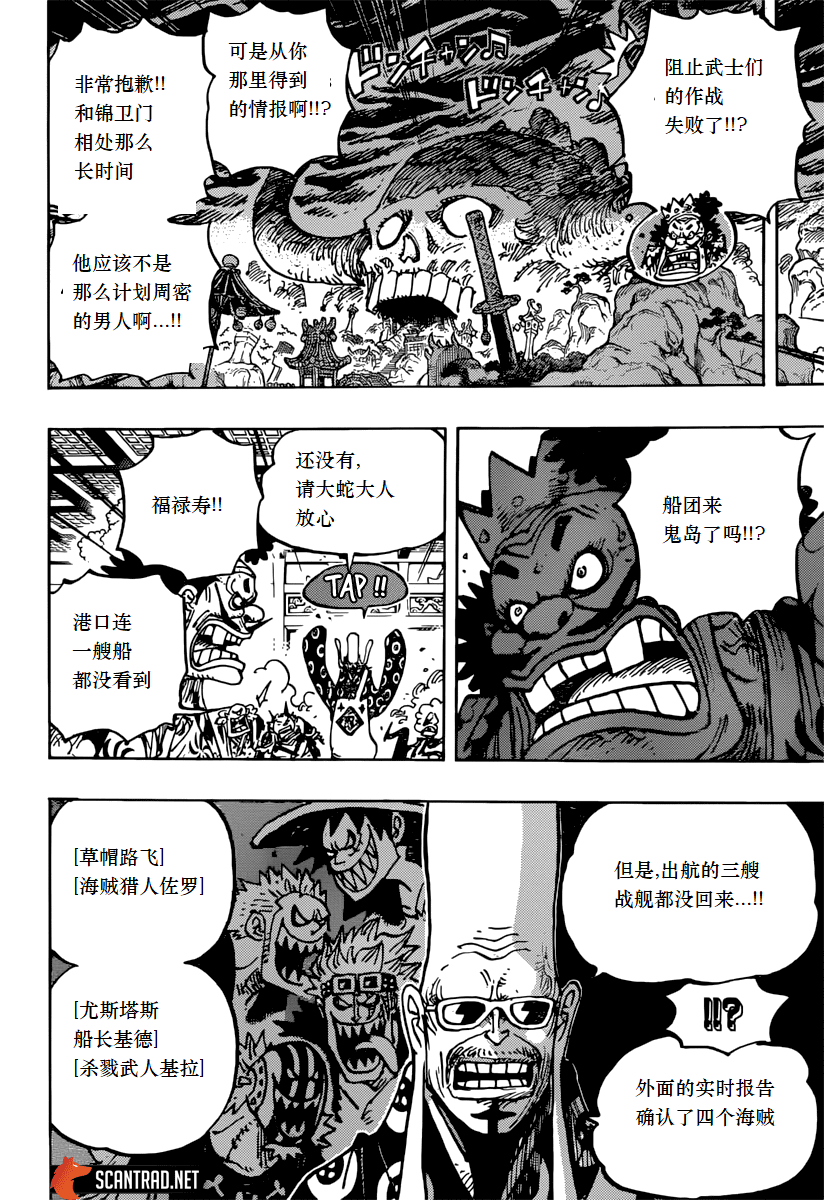 阻止武士们
的作战
失败了!!?
可是从你
那里得到
的情报啊!!?
非常抱歉!!
和锦卫门
相处那么
长时间
他应该不是
那么计划周密
的男人啊...!!
ドンチャン♫
ドンチャン♪
船团来
鬼岛了吗!!?
还没有,
请大蛇大人
放心
TAP!!
福禄寿!!
港口连
一艘船
都没看到
但是,出航的三艘
战舰都没回来...!!
!!?
外面的实时报告
确认了四个海贼
[草帽路飞]
[海贼猎人佐罗]
[尤斯塔斯
船长基德]
[杀戮武人基拉]
SCANTRAD.NET